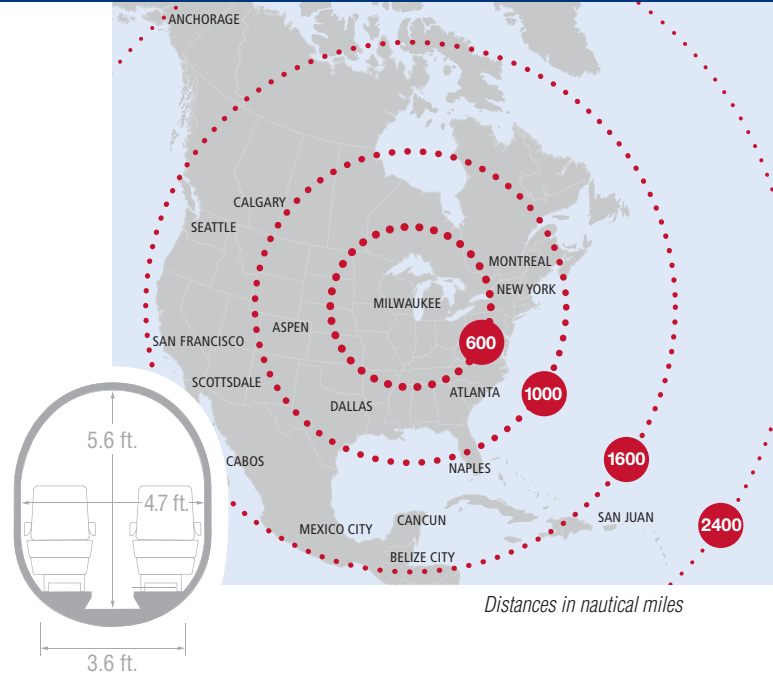 ANCHORAGE
CALGARY
SEATTLE
MONTREAL
NEW YORK
MILWAUKEE
ASPEN
SAN FRANCISCO
600
SCOTTSDALE
ATLANTA
1000
DALLAS
5.6 ft.
CABOS
NAPLES
1600
4.7 ft.
CANCUN
SAN JUAN
MEXICO CITY
2400
BELIZE CITY
Distances in nautical miles
3.6 ft.